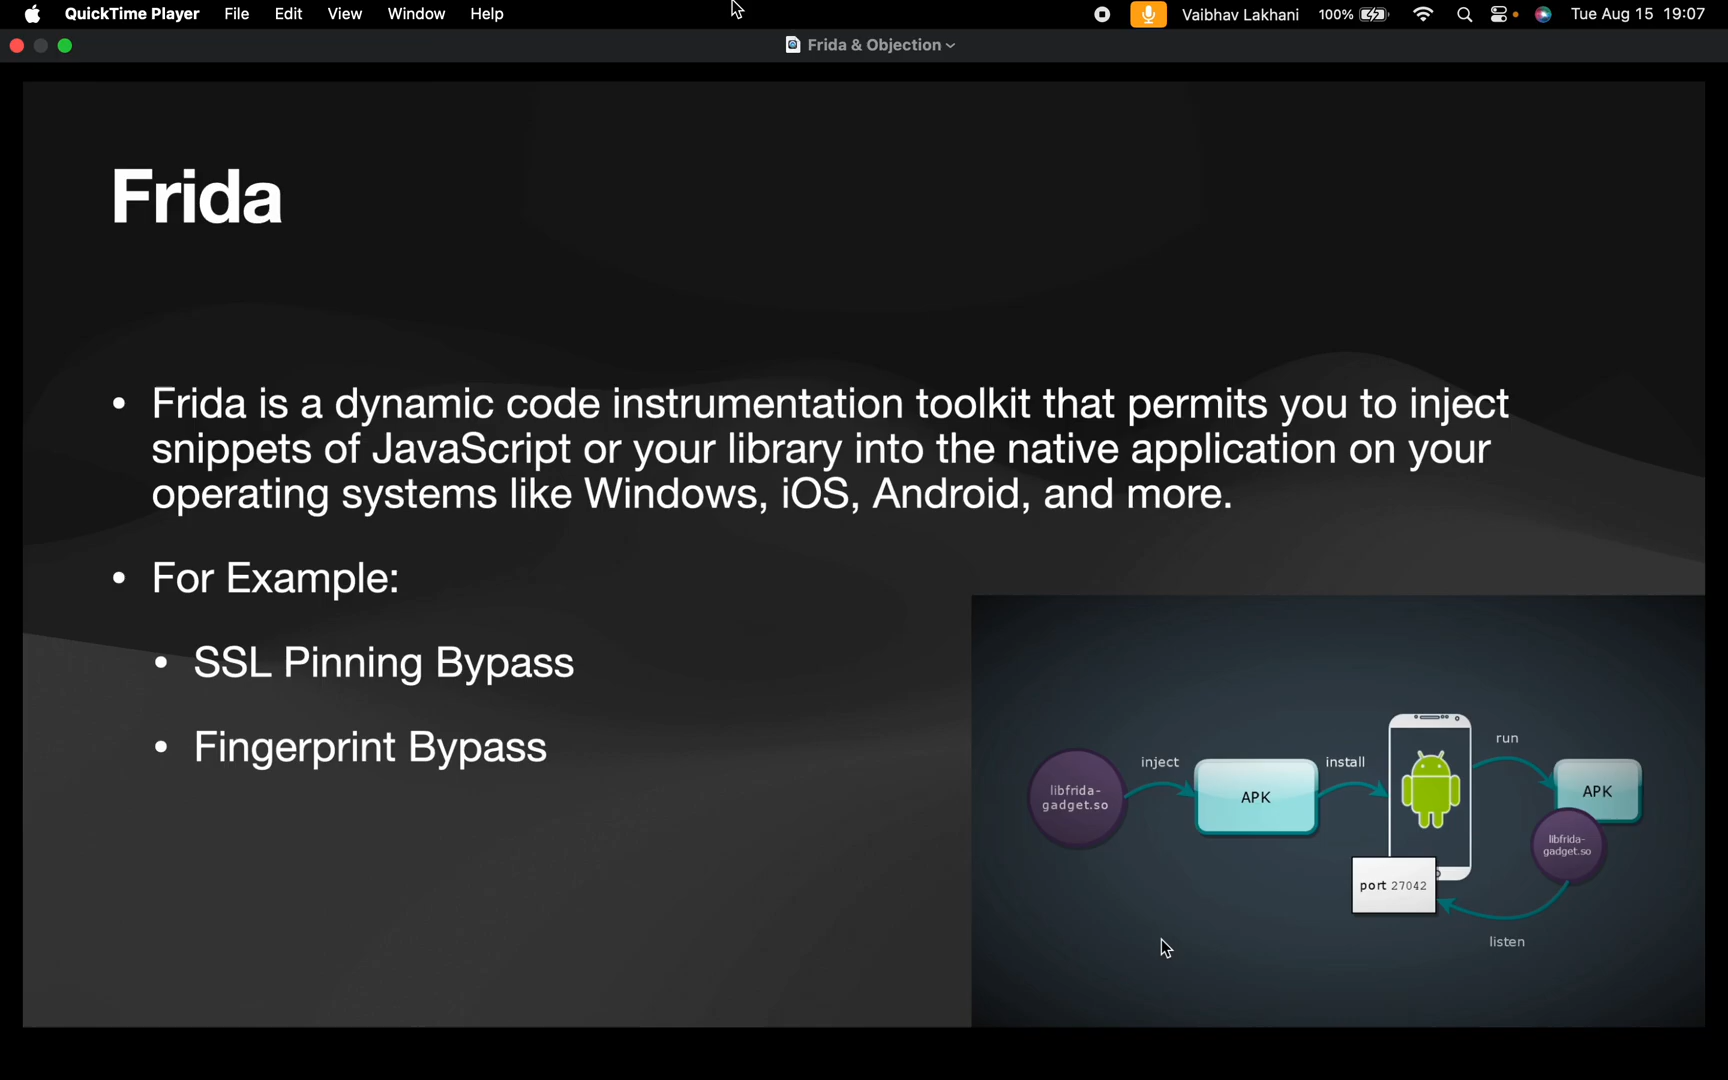 QuickTime Player File Edit View Window Help Vaibhav Lakhani 100% Tue Aug 15 19:07
Frida & Objection
Frida
• Frida is a dynamic code instrumentation toolkit that permits you to inject
snippets of JavaScript or your library into the native application on your
operating systems like Windows, iOS, Android, and more.
• For Example:
• SSL Pinning Bypass
• Fingerprint Bypass
libfrida-
gadget.so
inject
APK
install
run
APK
libfrida-
gadget.so
port 27042
listen